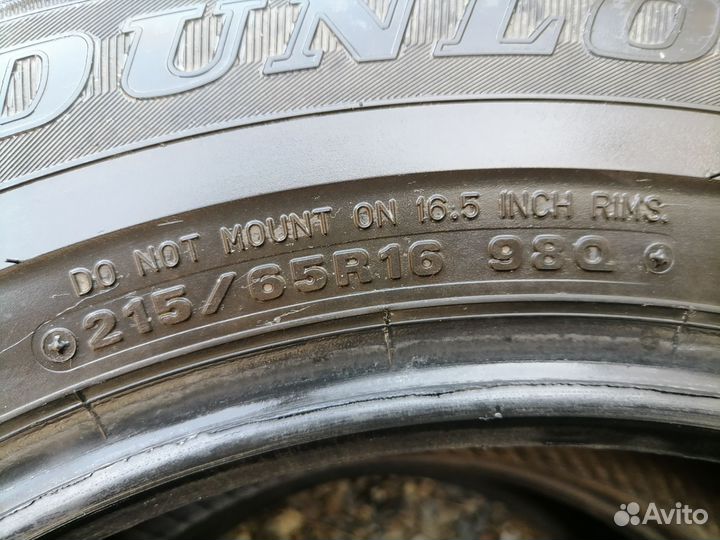 DUNLO
DO NOT MOUNT ON 16.5 INCH RIMS.
215/65R16 98Q
Avito